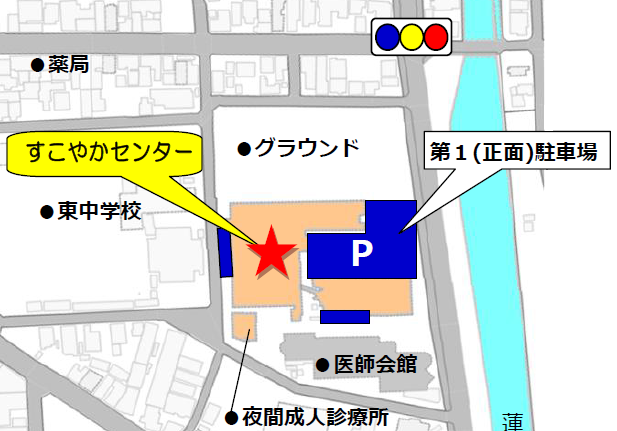 ●薬局
すこやかセンター
●グラウンド
第１(正面)駐車場
●東中学校
P
●医師会館
●夜間成人診療所
蓮